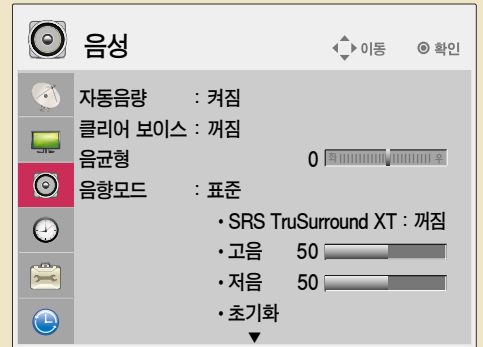 음성 이동 확인
자동음량 : 켜짐
클리어 보이스 : 꺼짐
음균형 0 좌 우
음향모드 : 표준
• SRS TruSurround XT : 꺼짐
• 고음 50
• 저음 50
• 초기화